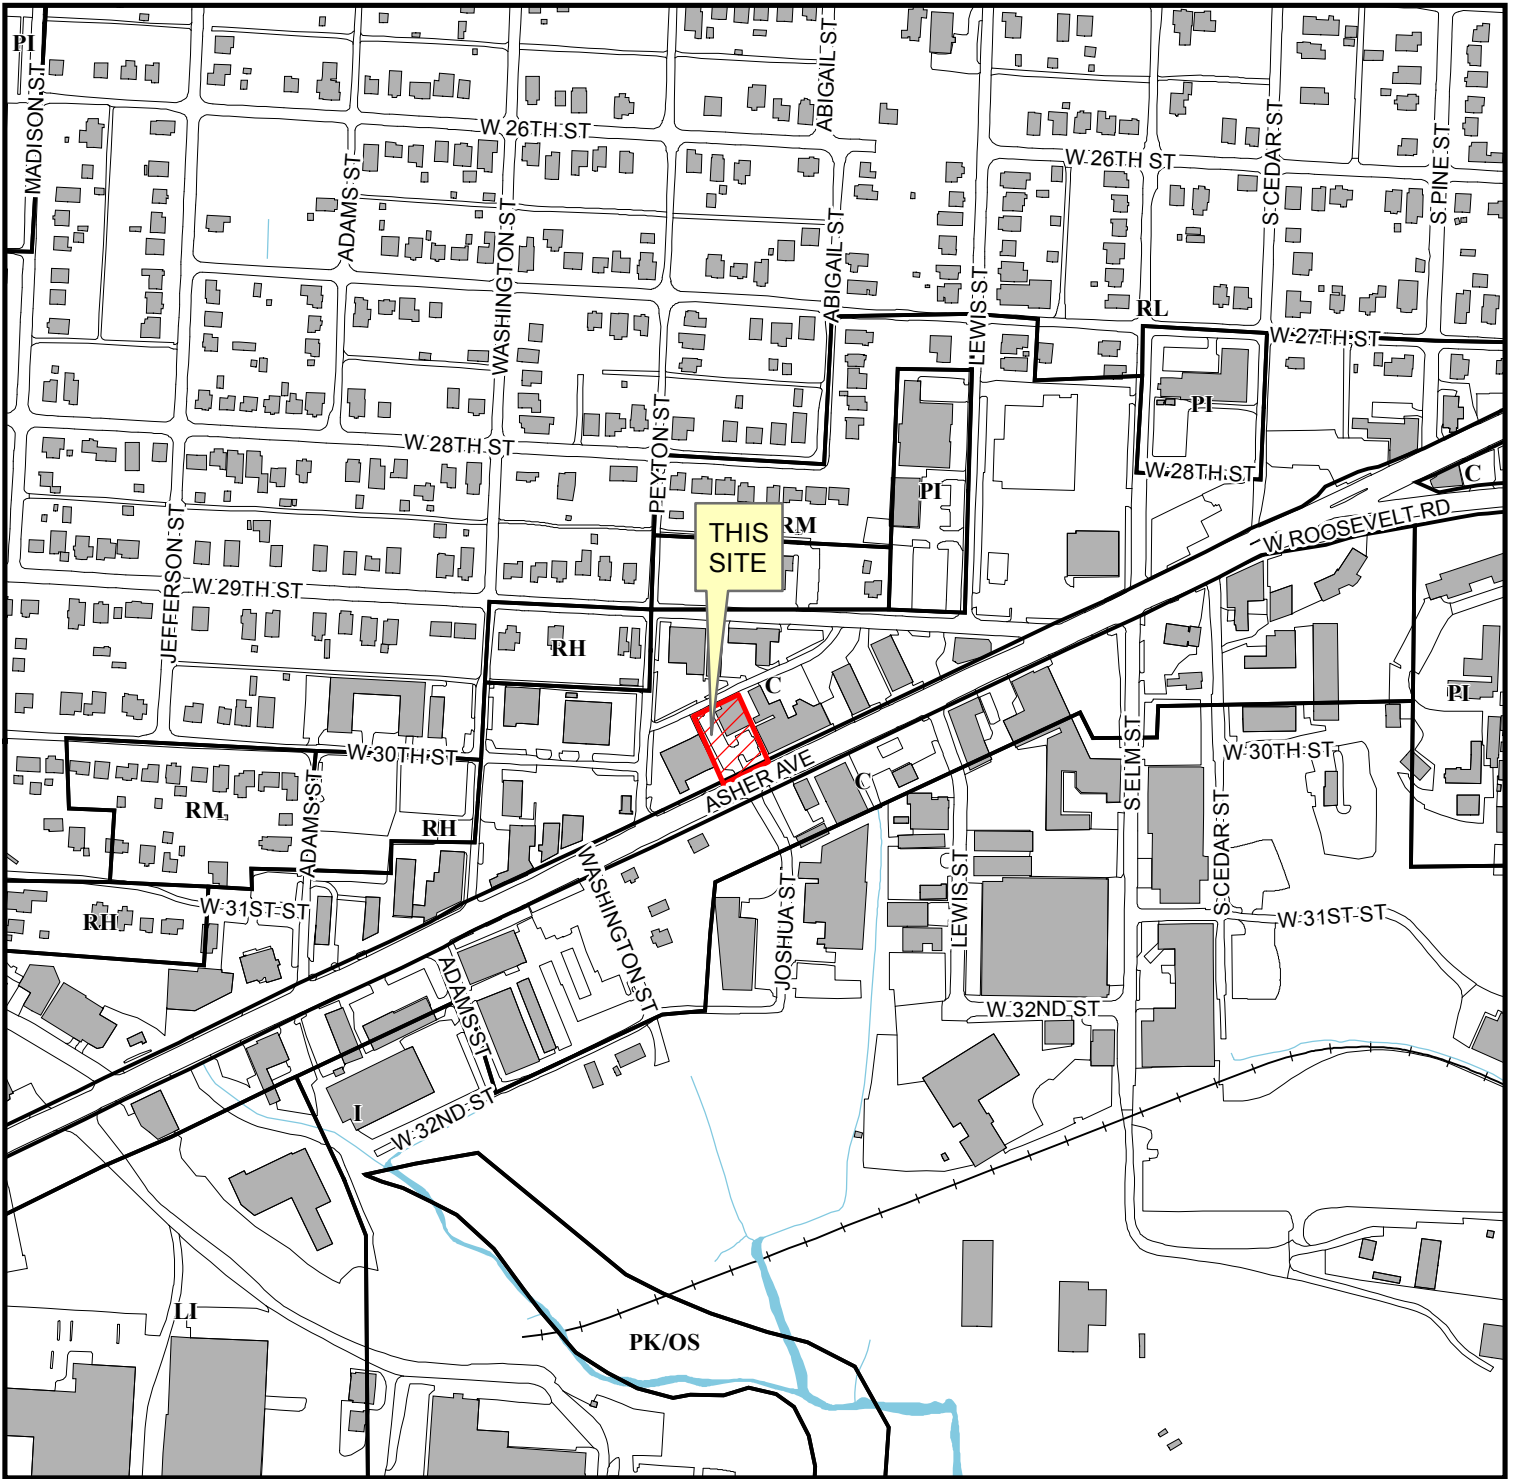 PI
MADISON ST
ABIGAIL ST
W 26TH ST
ADAMS ST
WASHINGTON ST
W 26TH ST
S CEDAR ST
S PINE ST
ABIGAIL ST
LEWIS ST
RL
W 27TH ST
PI
W 28TH ST
PEYTON ST
W 28TH ST
PI
C
RM
THIS
SITE
W ROOSEVELT RD
JEFFERSON ST
W 29TH ST
RH
C
PI
W 30TH ST
ASHER AVE
C
S ELM ST
W 30TH ST
RM
ADAMS ST
RH
S CEDAR ST
RH
W 31ST ST
WASHINGTON ST
JOSHUA ST
LEWIS ST
W 31ST ST
ADAMS ST
W 32ND ST
I
W 32ND ST
LI
PK/OS